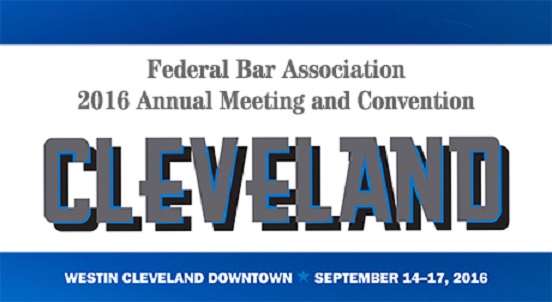 Federal Bar Association
2016 Annual Meeting and Convention
CLEVELAND
WESTIN CLEVELAND DOWNTOWN ★ SEPTEMBER 14–17, 2016